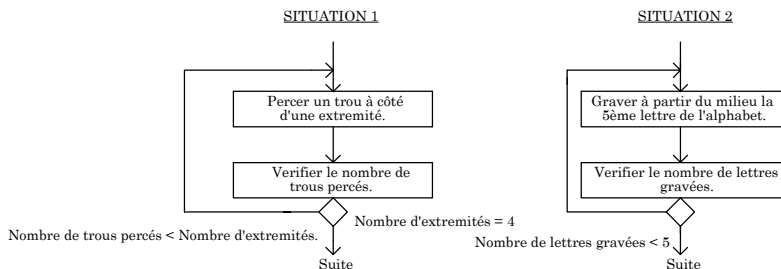 SITUATION 1
Percer un trou à côté
d'une extremité.
Verifier le nombre de
trous percés.
Nombre d'extremités = 4
Nombre de trous percés < Nombre d'extremités.
Suite
SITUATION 2
Graver à partir du milieu la
5ème lettre de l'alphabet.
Verifier le nombre de lettres
gravées.
Nombre de lettres gravées < 5
Suite